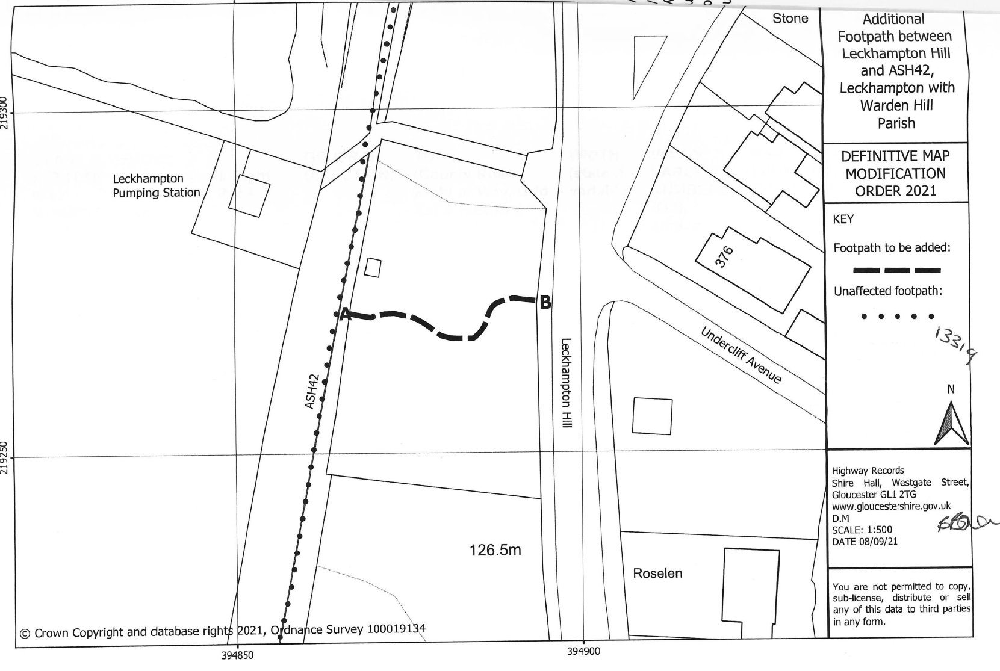 Additional
Footpath between
Leckhampton Hill
and ASH42,
Leckhampton with
Warden Hill
Parish
DEFINITIVE MAP
MODIFICATION
ORDER 2021
KEY
Footpath to be added:
Unaffected footpath:
13319
N
Highway Records
Shire Hall, Westgate Street,
Gloucester GL1 2TG
www.gloucestershire.gov.uk
D.M
SCALE: 1:500
DATE 08/09/21
You are not permitted to copy,
sub-license, distribute or sell
any of this data to third parties
in any form.
Stone
219300
Leckhampton
Pumping Station
376
A
B
Undercliff Avenue
Leckhampton Hill
ASH42
219250
126.5m
Roselen
© Crown Copyright and database rights 2021, Ordnance Survey 100019134
394850
394900